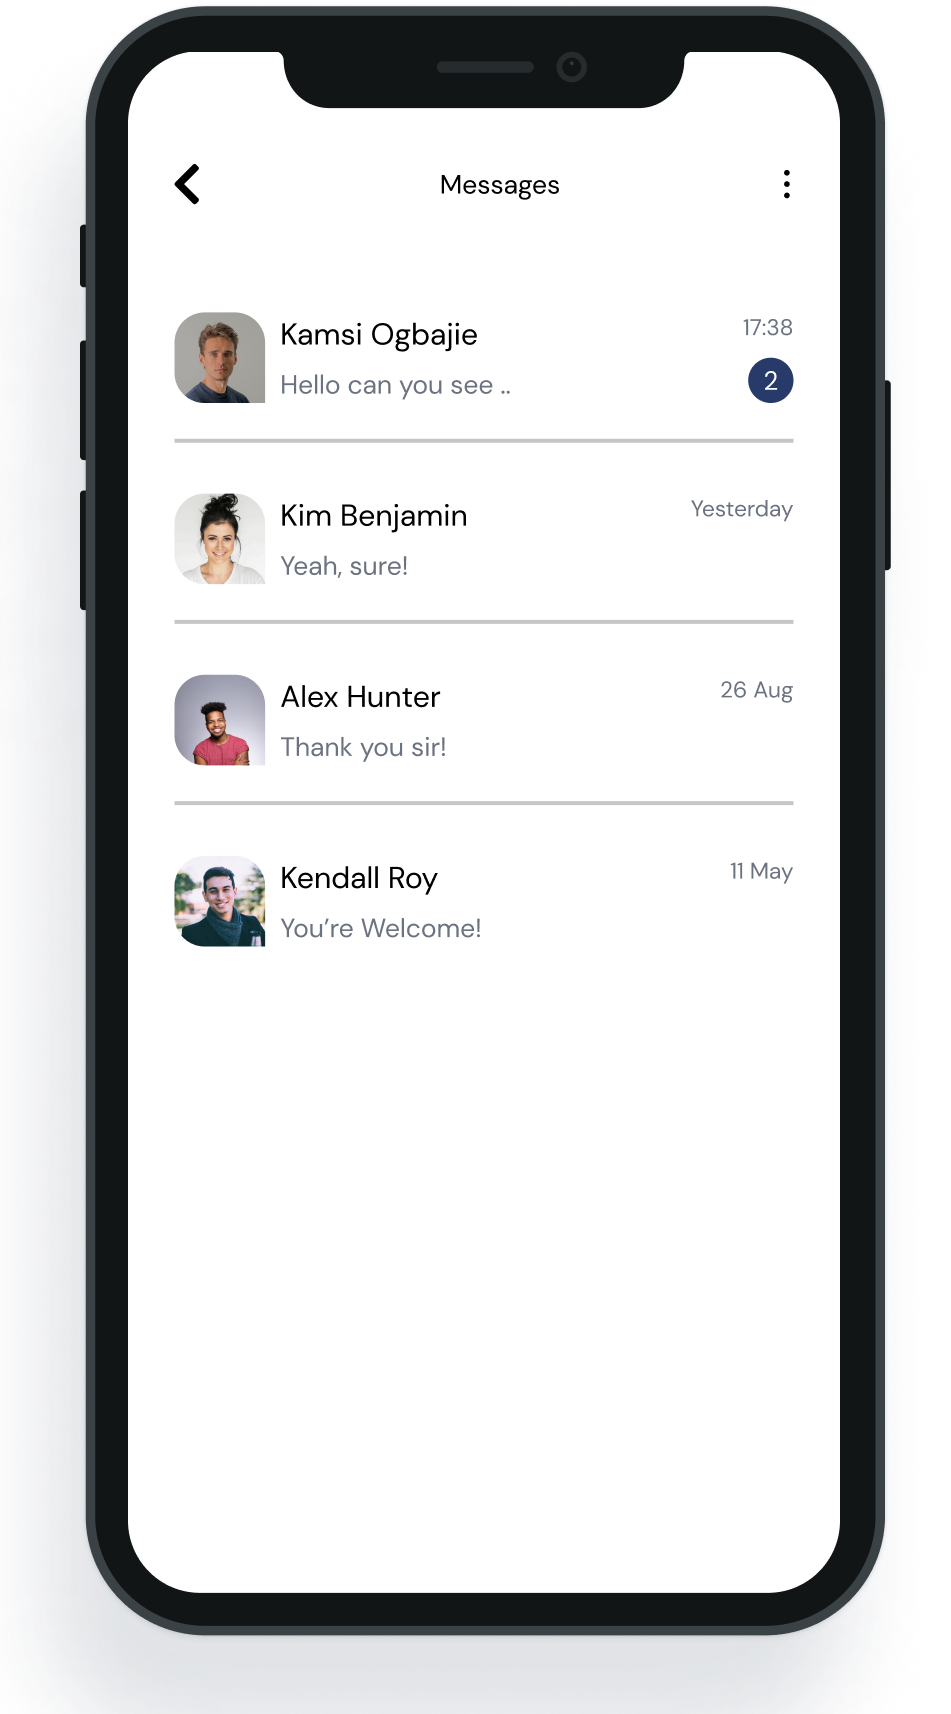 Messages
Kamsi Ogbajie
17:38
Hello can you see ..
2
Kim Benjamin
Yesterday
Yeah, sure!
Alex Hunter
26 Aug
Thank you sir!
Kendall Roy
11 May
You’re Welcome!